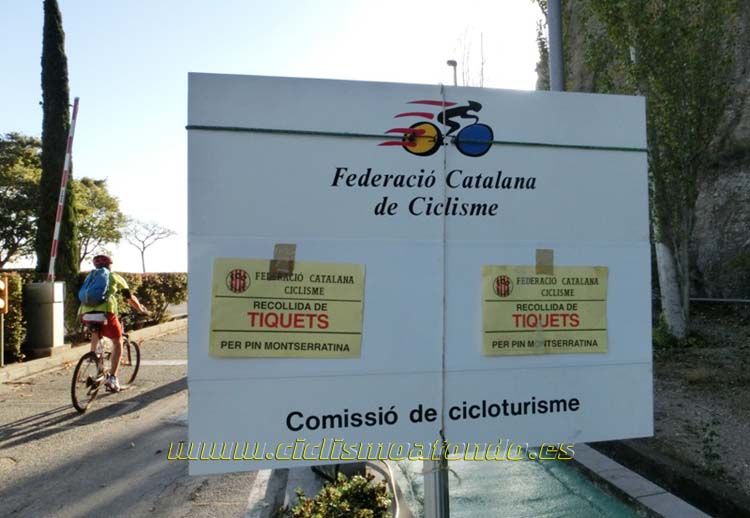 Federació Catalana
de Ciclisme
FEDERACIÓ CATALANA
CICLISME
RECOLLIDA DE
TIQUETS
PER PIN MONTSERRATINA
FEDERACIÓ CATALANA
CICLISME
RECOLLIDA DE
TIQUETS
PER PIN MONTSERRATINA
Comissió de cicloturisme
www.ciclismoafondo.es